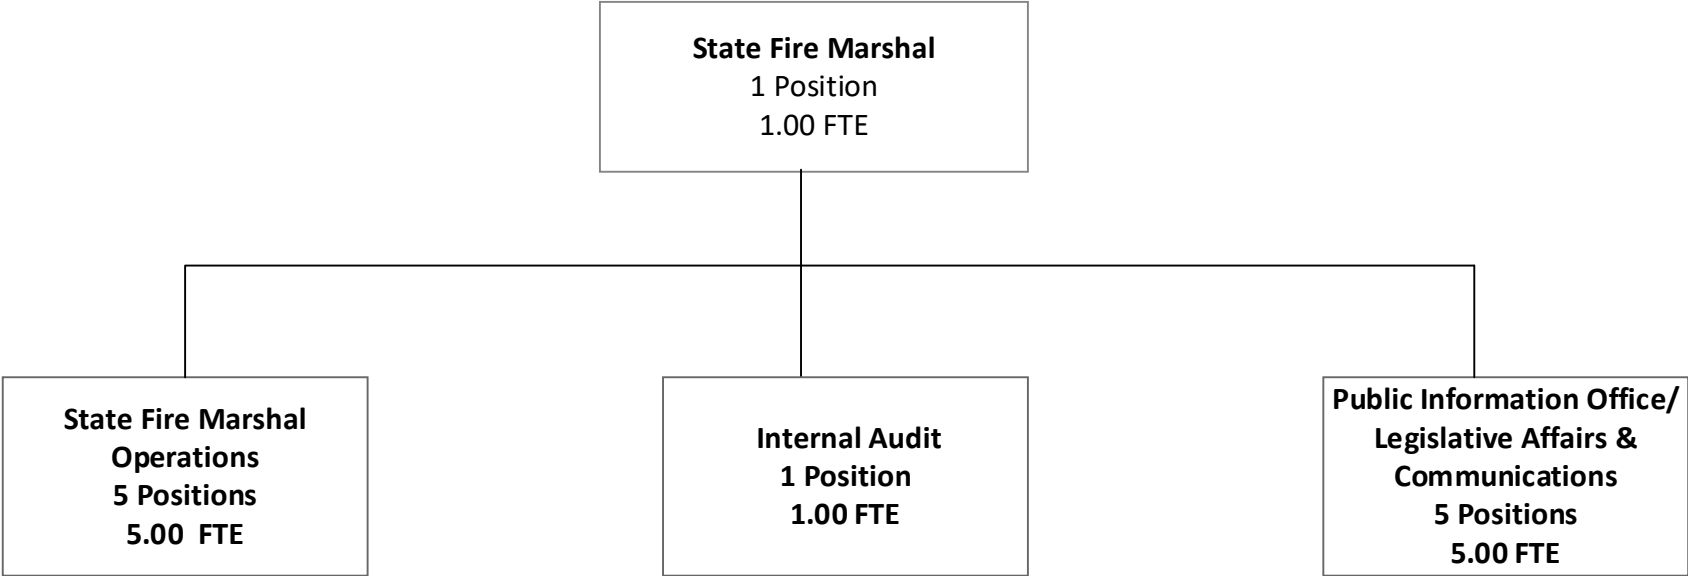 State Fire Marshal
1 Position
1.00 FTE
State Fire Marshal
Operations
5 Positions
5.00 FTE
Internal Audit
1 Position
1.00 FTE
Public Information Office/
Legislative Affairs &
Communications
5 Positions
5.00 FTE